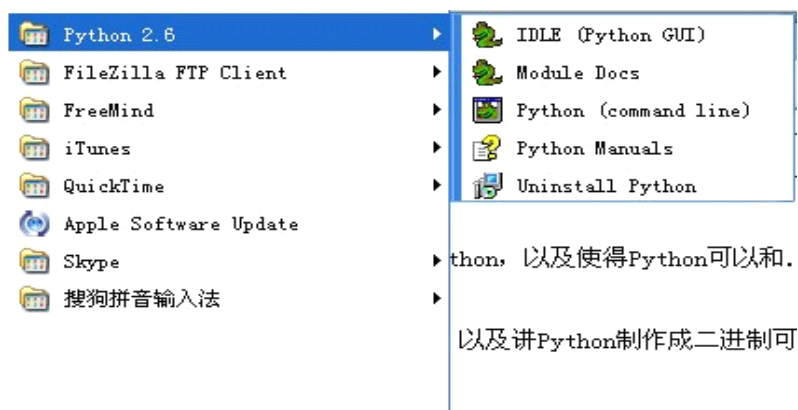 Python 2.6
FileZilla FTP Client
FreeMind
iTunes
QuickTime
Apple Software Update
Skype
搜狗拼音输入法
IDLE (Python GUI)
Module Docs
Python (command line)
Python Manuals
Uninstall Python
thon，以及使得Python可以和.
以及讲Python制作成二进制可